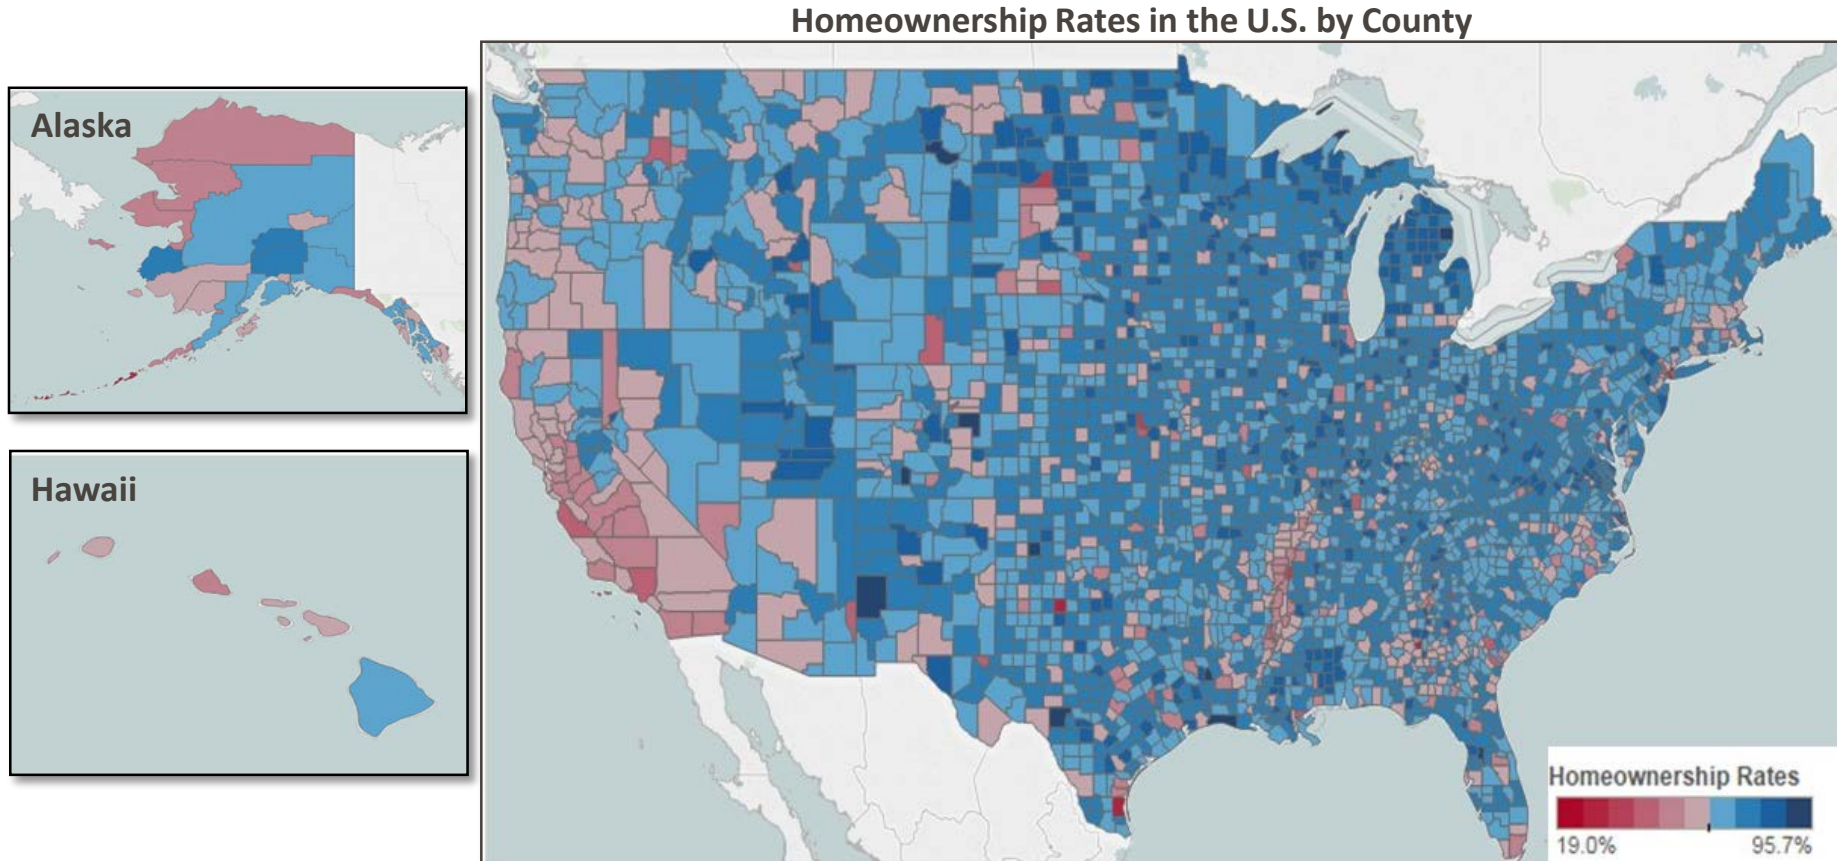 Homeownership Rates in the U.S. by County
Alaska
Hawaii
Homeownership Rates
19.0% 95.7%